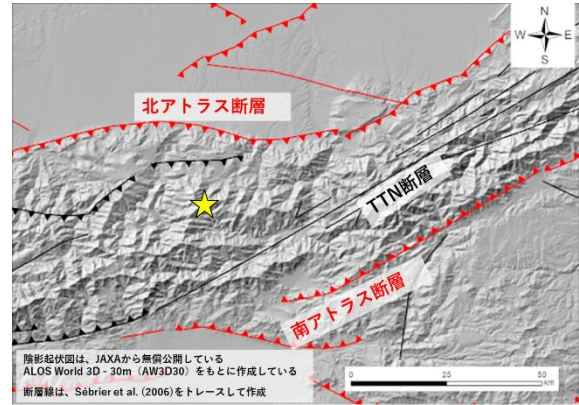 N
W E
S
北アトラス断層
TTN断層
南アトラス断層
陰影起伏図は、JAXAから無償公開している
ALOS World 3D - 30m（AW3D30）をもとに作成している
断層線は、Sébrier et al. (2006)をトレースして作成
0 25 50
km